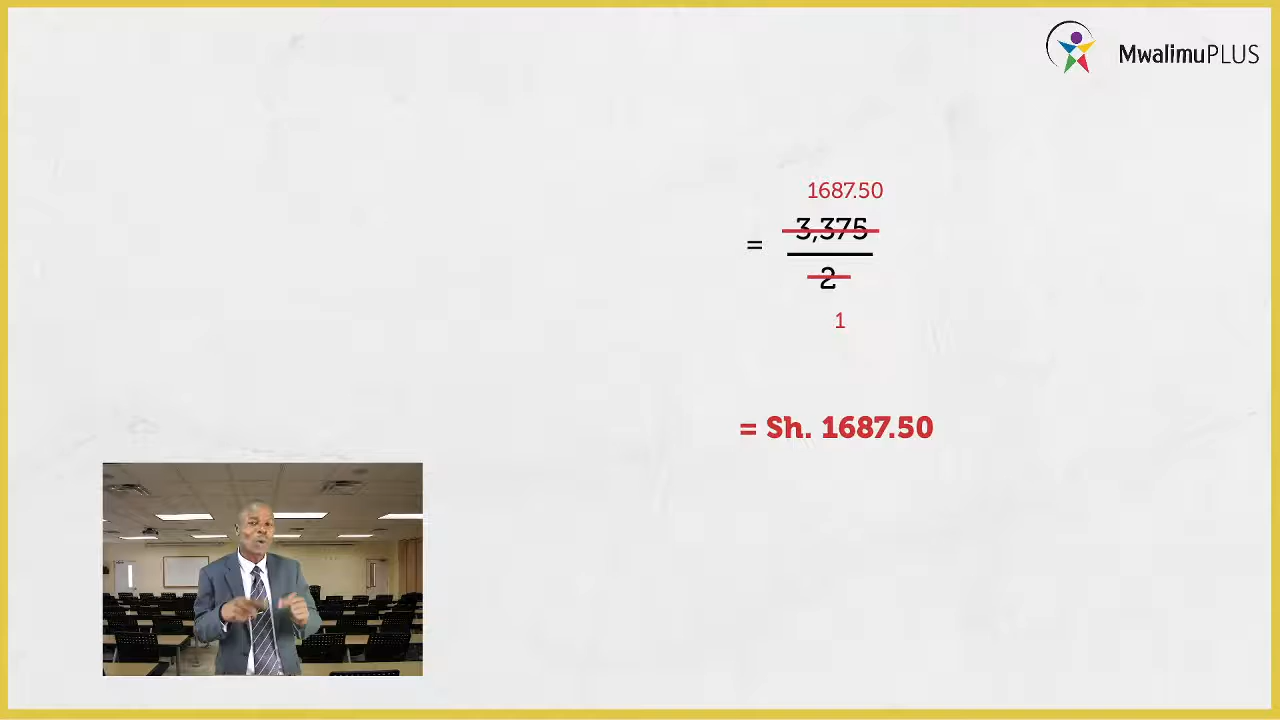 MwalimuPLUS
1687.50
= 3,375
2
1
= Sh. 1687.50